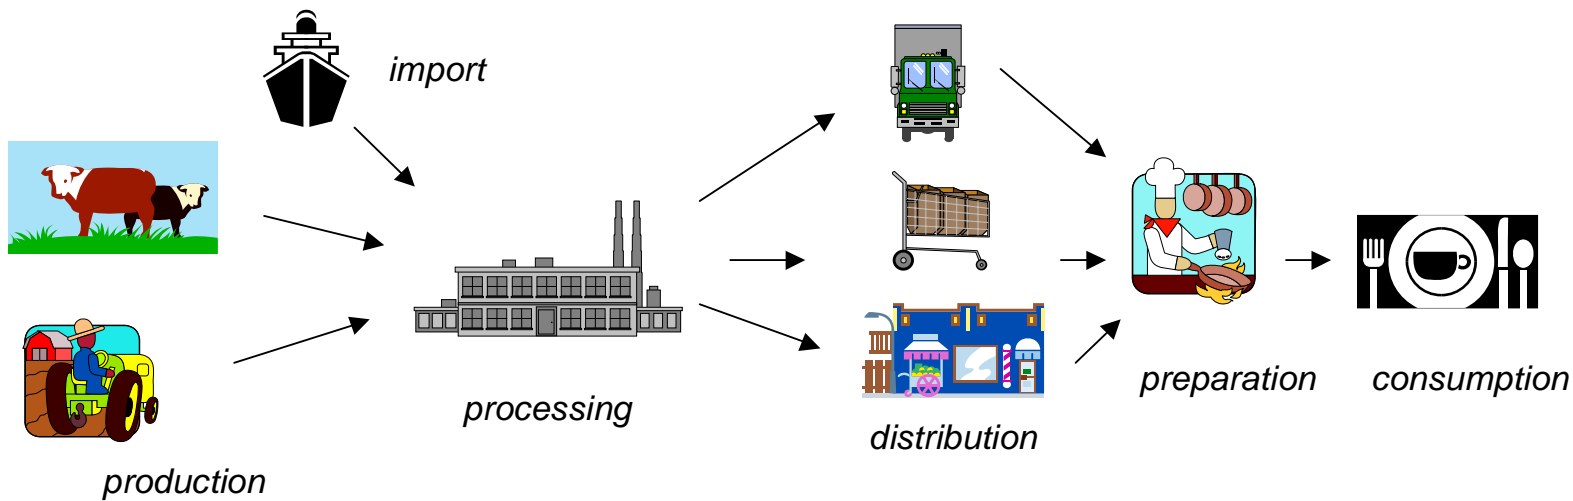 import
production
processing
distribution
preparation
consumption